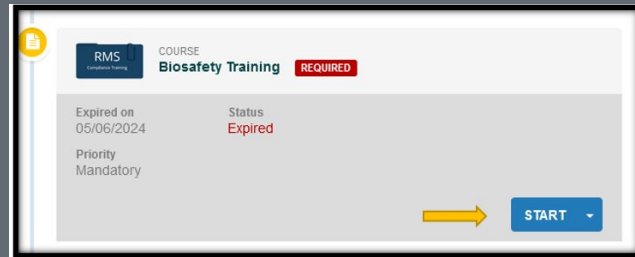 RMS
Compliance Training
COURSE
Biosafety Training REQUIRED
Expired on
05/06/2024
Status
Expired
Priority
Mandatory
START